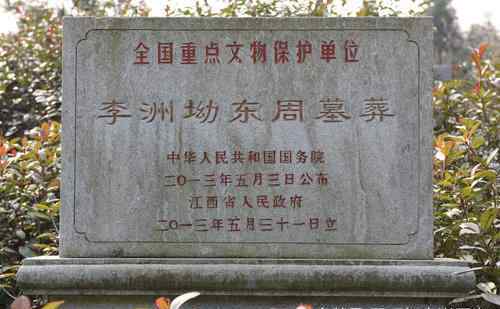 全国重点文物保护单位
李洲坳东周墓葬
中华人民共和国国务院
二〇一三年五月三日公布
江西省人民政府
二〇一三年五月三十一日立